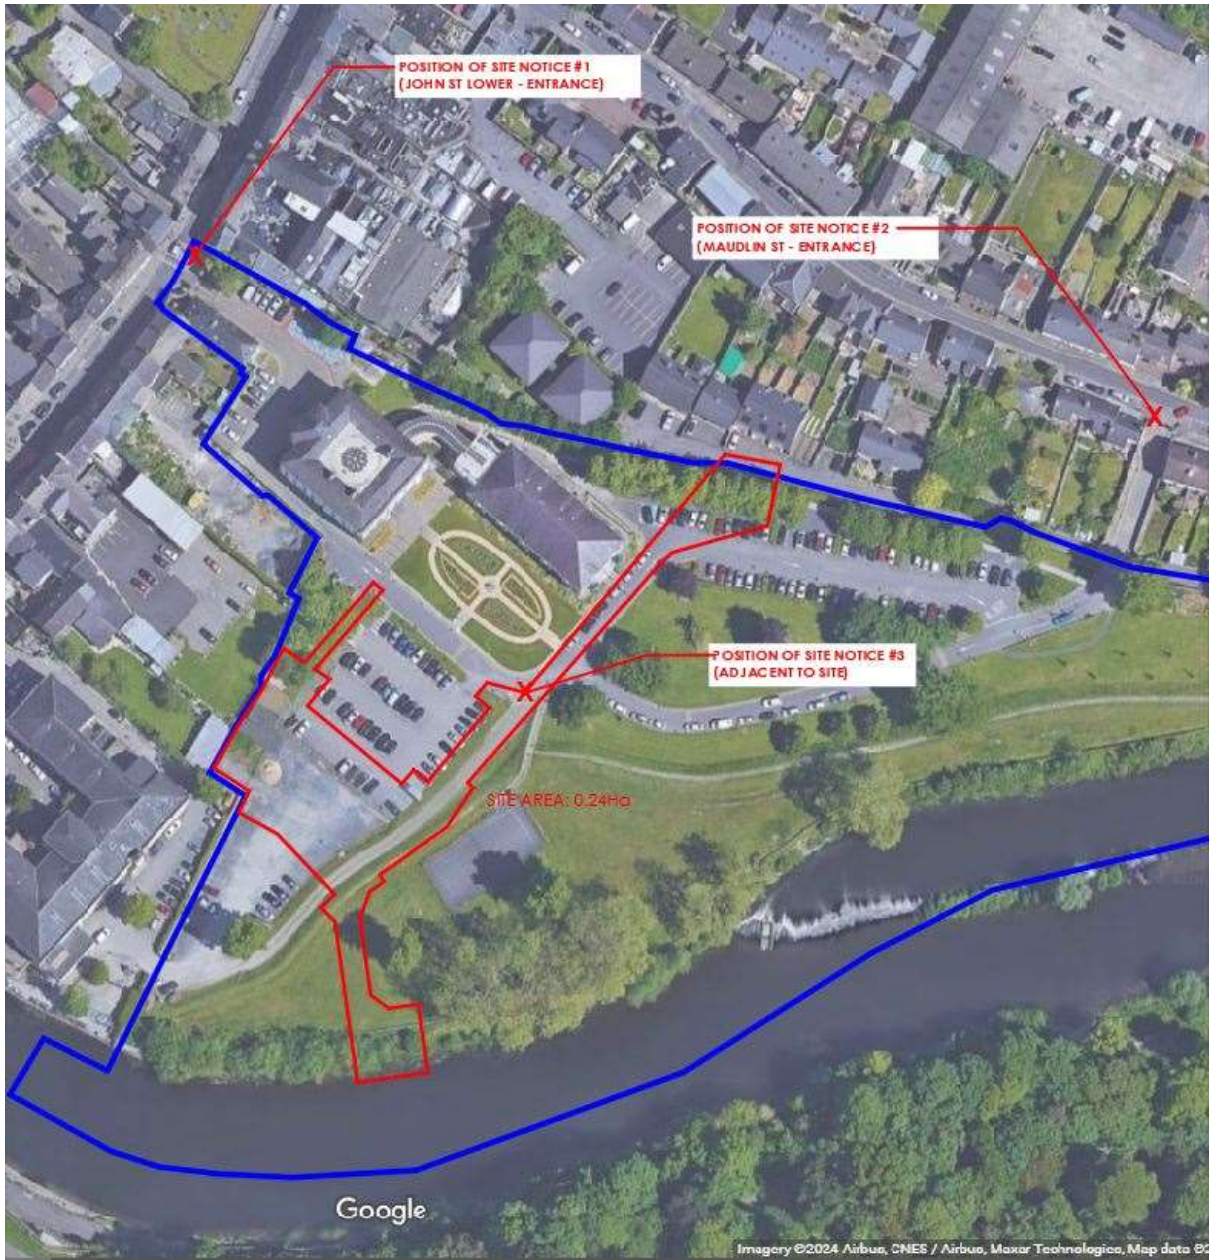 POSITION OF SITE NOTICE #1
(JOHN ST LOWER - ENTRANCE)
POSITION OF SITE NOTICE #2
(MAUDLIN ST - ENTRANCE)
POSITION OF SITE NOTICE #3
(ADJACENT TO SITE)
SITE AREA: 0.24Ha
Google
Imagery ©2024 Airbus, CNES / Airbus, Maxar Technologies, Map data ©2